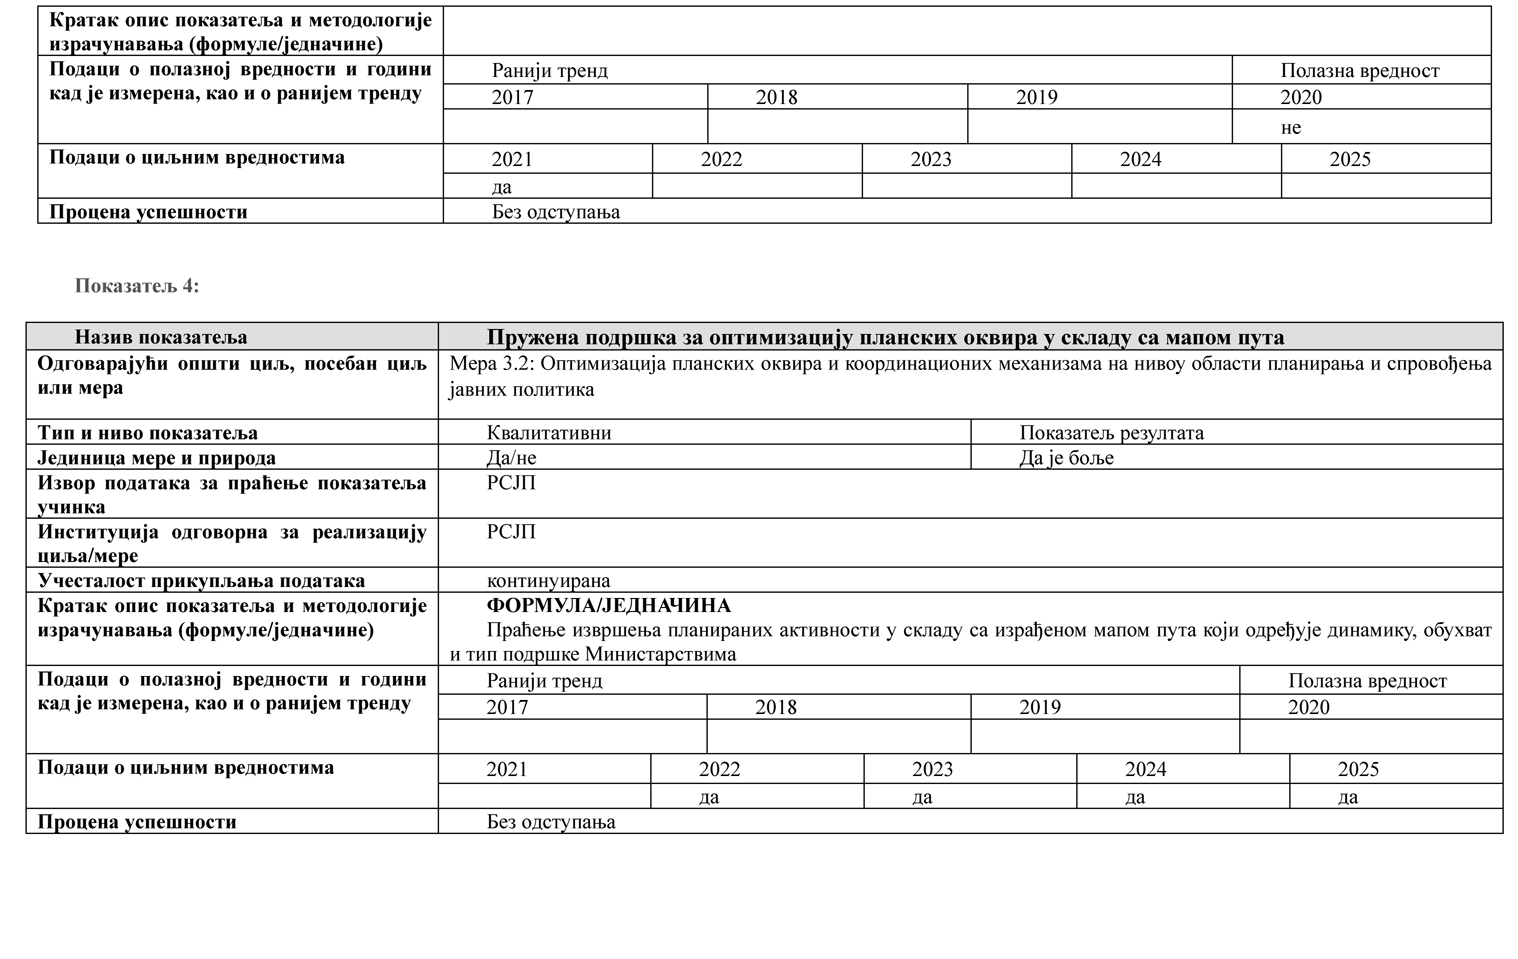 Кратак опис показатеља и методологије
израчунавања (формуле/једначине)
Подаци о полазној вредности и години
кад је измерена, као и о ранијем тренду
Ранији тренд
Полазна вредност
2017
2018
2019
2020
не
Подаци о циљним вредностима
2021
2022
2023
2024
2025
да
Процена успешности
Без одступања
Показатељ 4:
Назив показатеља
Пружена подршка за оптимизацију планских оквира у складу са мапом пута
Одговарајући општи циљ, посебан циљ
или мера
Мера 3.2: Оптимизација планских оквира и координационих механизама на нивоу области планирања и спровођења
јавних политика
Тип и ниво показатеља
Квалитативни
Показатељ резултата
Јединица мере и природа
Да/не
Да је боље
Извор података за праћење показатеља
учинка
РСЈП
Институција одговорна за реализацију
циља/мере
РСЈП
Учесталост прикупљања података
континуирана
Кратак опис показатеља и методологије
израчунавања (формуле/једначине)
ФОРМУЛА/ЈЕДНАЧИНА
Праћење извршења планираних активности у складу са израђеном мапом пута који одређује динамику, обухват
и тип подршке Министарствима
Подаци о полазној вредности и години
кад је измерена, као и о ранијем тренду
Ранији тренд
Полазна вредност
2017
2018
2019
2020
Подаци о циљним вредностима
2021
2022
2023
2024
2025
да
да
да
да
Процена успешности
Без одступања